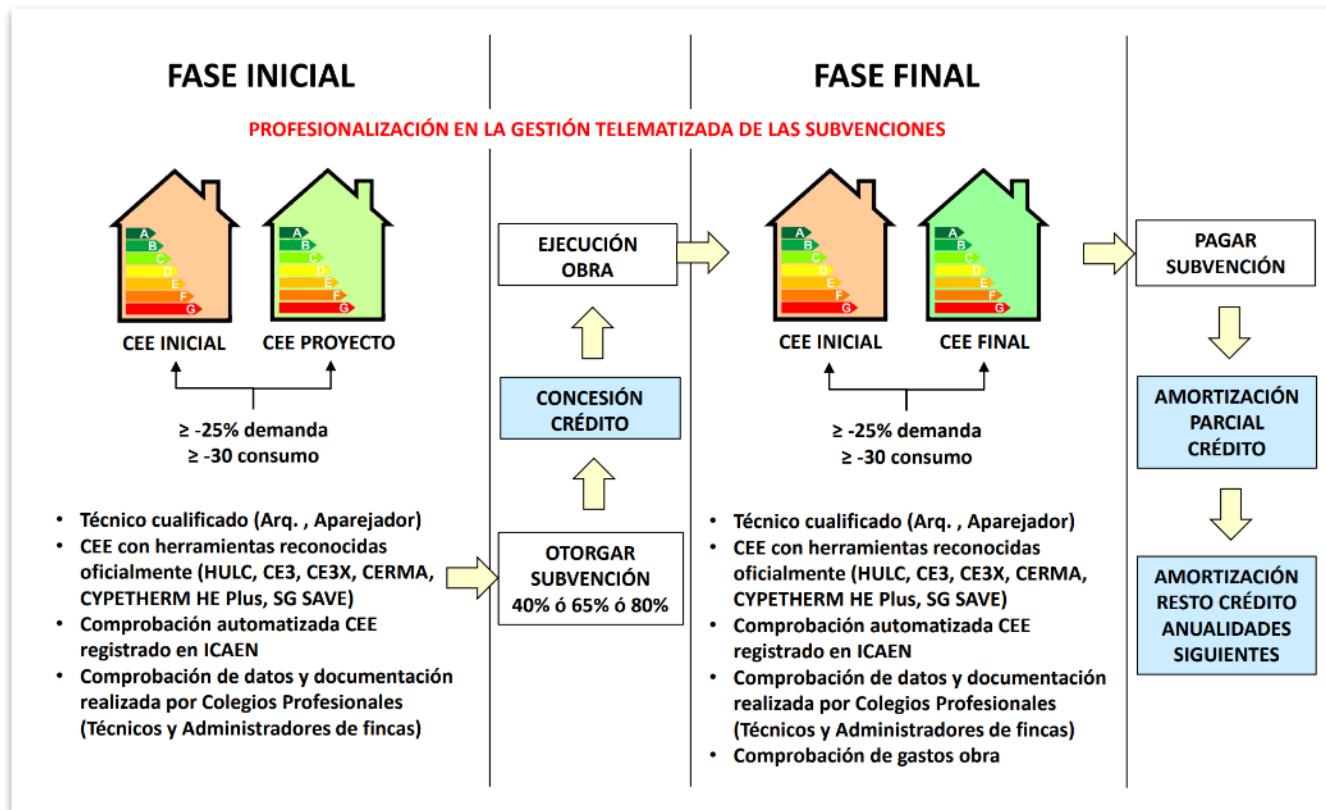 FASE INICIAL
FASE FINAL
PROFESIONALIZACIÓN EN LA GESTIÓN TELEMATIZADA DE LAS SUBVENCIONES
A
B
C
D
E
F
G
A
B
C
D
E
F
G
CEE INICIAL
CEE PROYECTO
≥ -25% demanda
≥ -30 consumo
• Técnico cualificado (Arq. , Aparejador)
• CEE con herramientas reconocidas
oficialmente (HULC, CE3, CE3X, CERMA,
CYPETHERM HE Plus, SG SAVE)
• Comprobación automatizada CEE
registrado en ICAEN
• Comprobación de datos y documentación
realizada por Colegios Profesionales
(Técnicos y Administradores de fincas)
EJECUCIÓN
OBRA
CONCESIÓN
CRÉDITO
OTORGAR
SUBVENCIÓN
40% ó 65% ó 80%
A
B
C
D
E
F
G
A
B
C
D
E
F
G
CEE INICIAL
CEE FINAL
≥ -25% demanda
≥ -30 consumo
• Técnico cualificado (Arq. , Aparejador)
• CEE con herramientas reconocidas
oficialmente (HULC, CE3, CE3X, CERMA,
CYPETHERM HE Plus, SG SAVE)
• Comprobación automatizada CEE
registrado en ICAEN
• Comprobación de datos y documentación
realizada por Colegios Profesionales
(Técnicos y Administradores de fincas)
• Comprobación de gastos obra
PAGAR
SUBVENCIÓN
AMORTIZACIÓN
PARCIAL
CRÉDITO
AMORTIZACIÓN
RESTO CRÉDITO
ANUALIDADES
SIGUIENTES